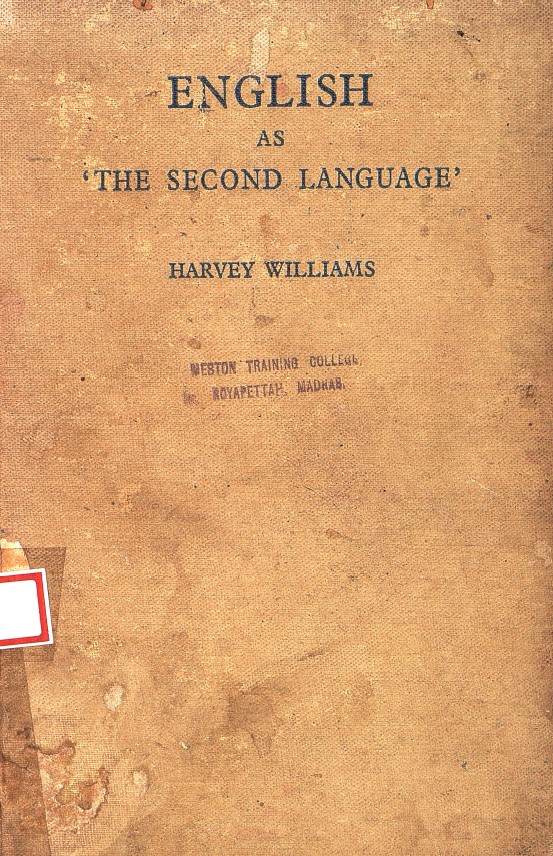 ENGLISH
AS
‘THE SECOND LANGUAGE’
HARVEY WILLIAMS
MESTON TRAINING COLLEGE,
ROYAPETTAH, MADRAS.